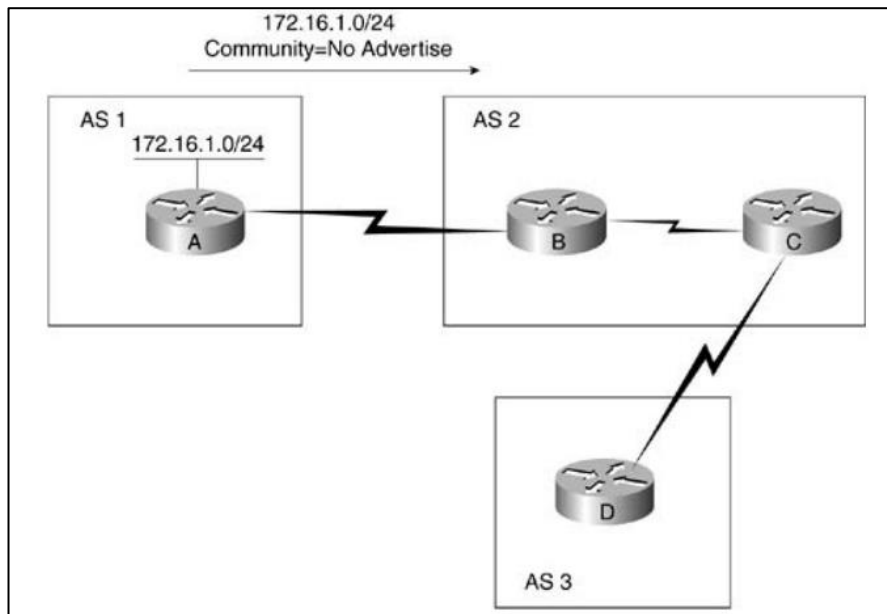 172.16.1.0/24
Community=No Advertise
AS 1
172.16.1.0/24
A
AS 2
B
C
D
AS 3